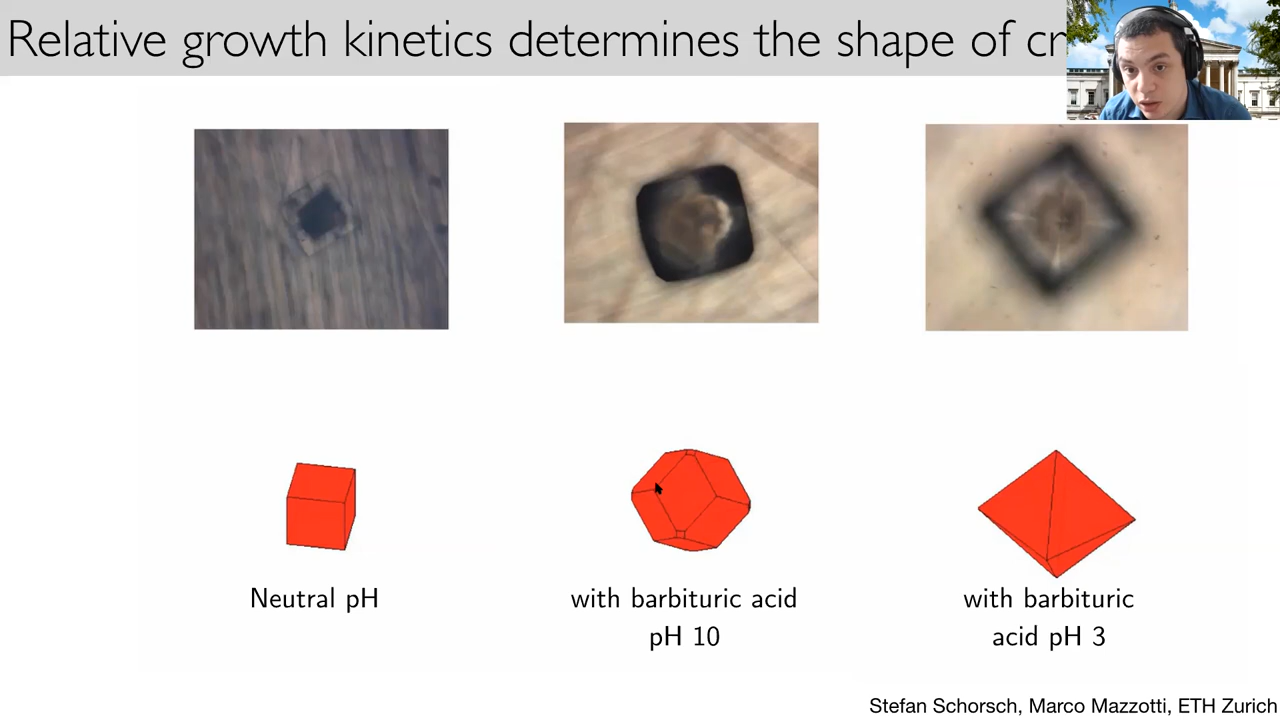 Relative growth kinetics determines the shape of cr
Neutral pH
with barbituric acid
pH 10
with barbituric
acid pH 3
Stefan Schorsch, Marco Mazzotti, ETH Zurich